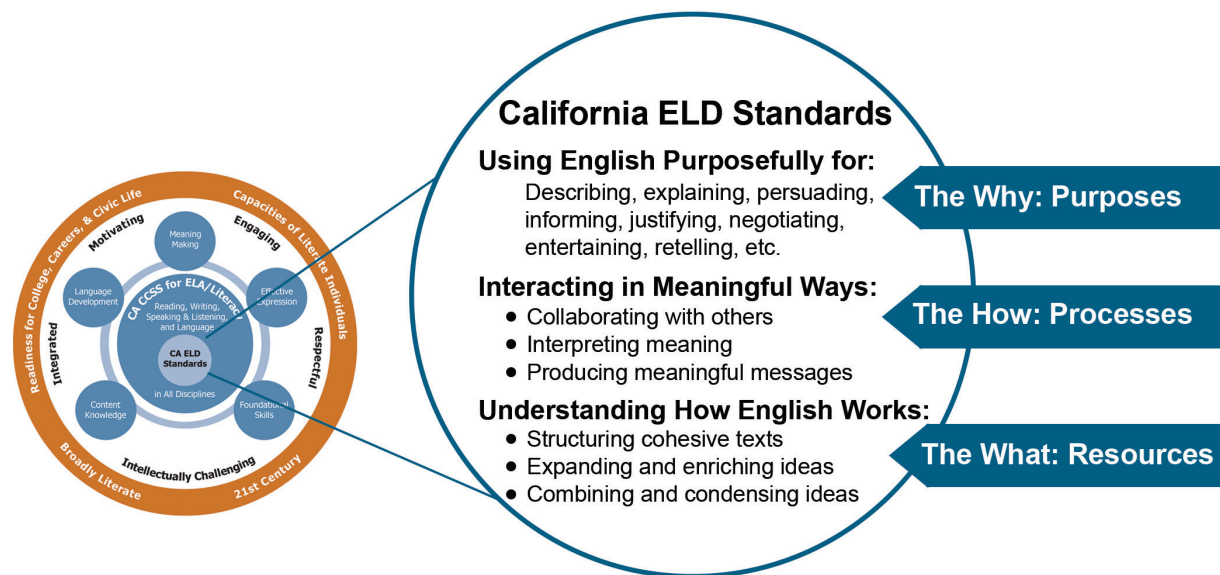 California ELD Standards
Using English Purposefully for:
Describing, explaining, persuading,
informing, justifying, negotiating,
entertaining, retelling, etc.
The Why: Purposes
Interacting in Meaningful Ways:
• Collaborating with others
• Interpreting meaning
• Producing meaningful messages
The How: Processes
Understanding How English Works:
• Structuring cohesive texts
• Expanding and enriching ideas
• Combining and condensing ideas
The What: Resources
Readiness for College, Careers, & Civic Life
Capacities of Literate Individuals
Broadly Literate
21st Century
Motivating
Engaging
Integrated
Respectful
Intellectually Challenging
Meaning
Making
Language
Development
Effective
Expression
Content
Knowledge
Foundational
Skills
CA CCSS for ELA/Literacy
Reading, Writing,
Speaking & Listening,
and Language
CA ELD
Standards
in All Disciplines